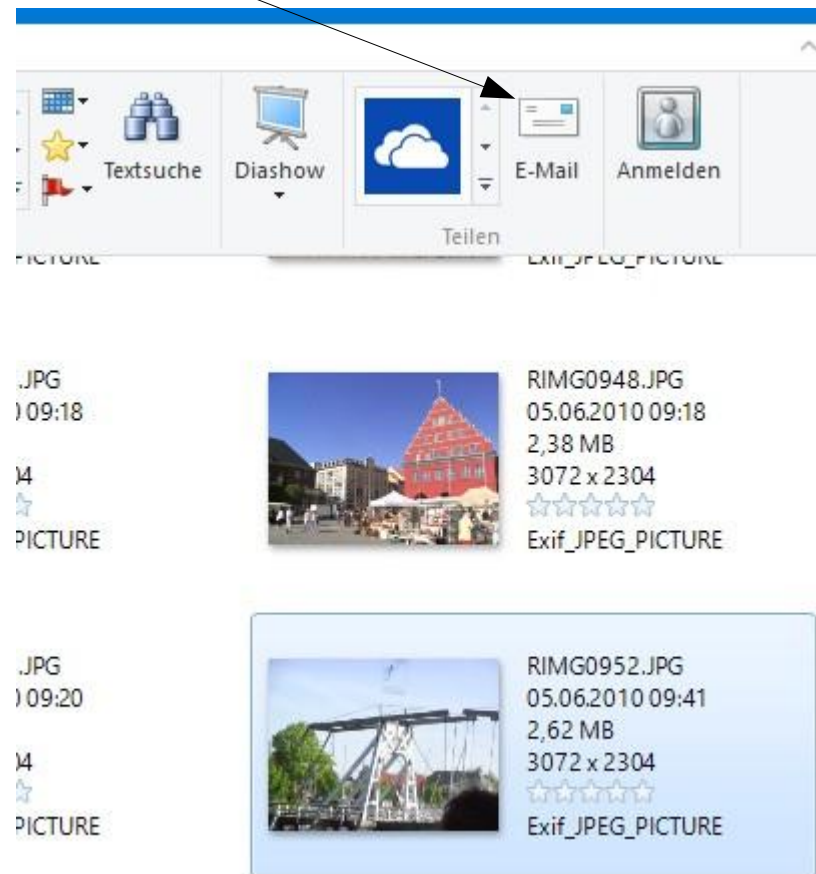 Textsuche
Diashow
E-Mail
Anmelden
Teilen
.JPG
09:18
RIMG0948.JPG
05.06.2010 09:18
2,38 MB
3072 x 2304
PICTURE
Exif_JPEG_PICTURE
.JPG
09:20
RIMG0952.JPG
05.06.2010 09:41
2,62 MB
3072 x 2304
PICTURE
Exif_JPEG_PICTURE